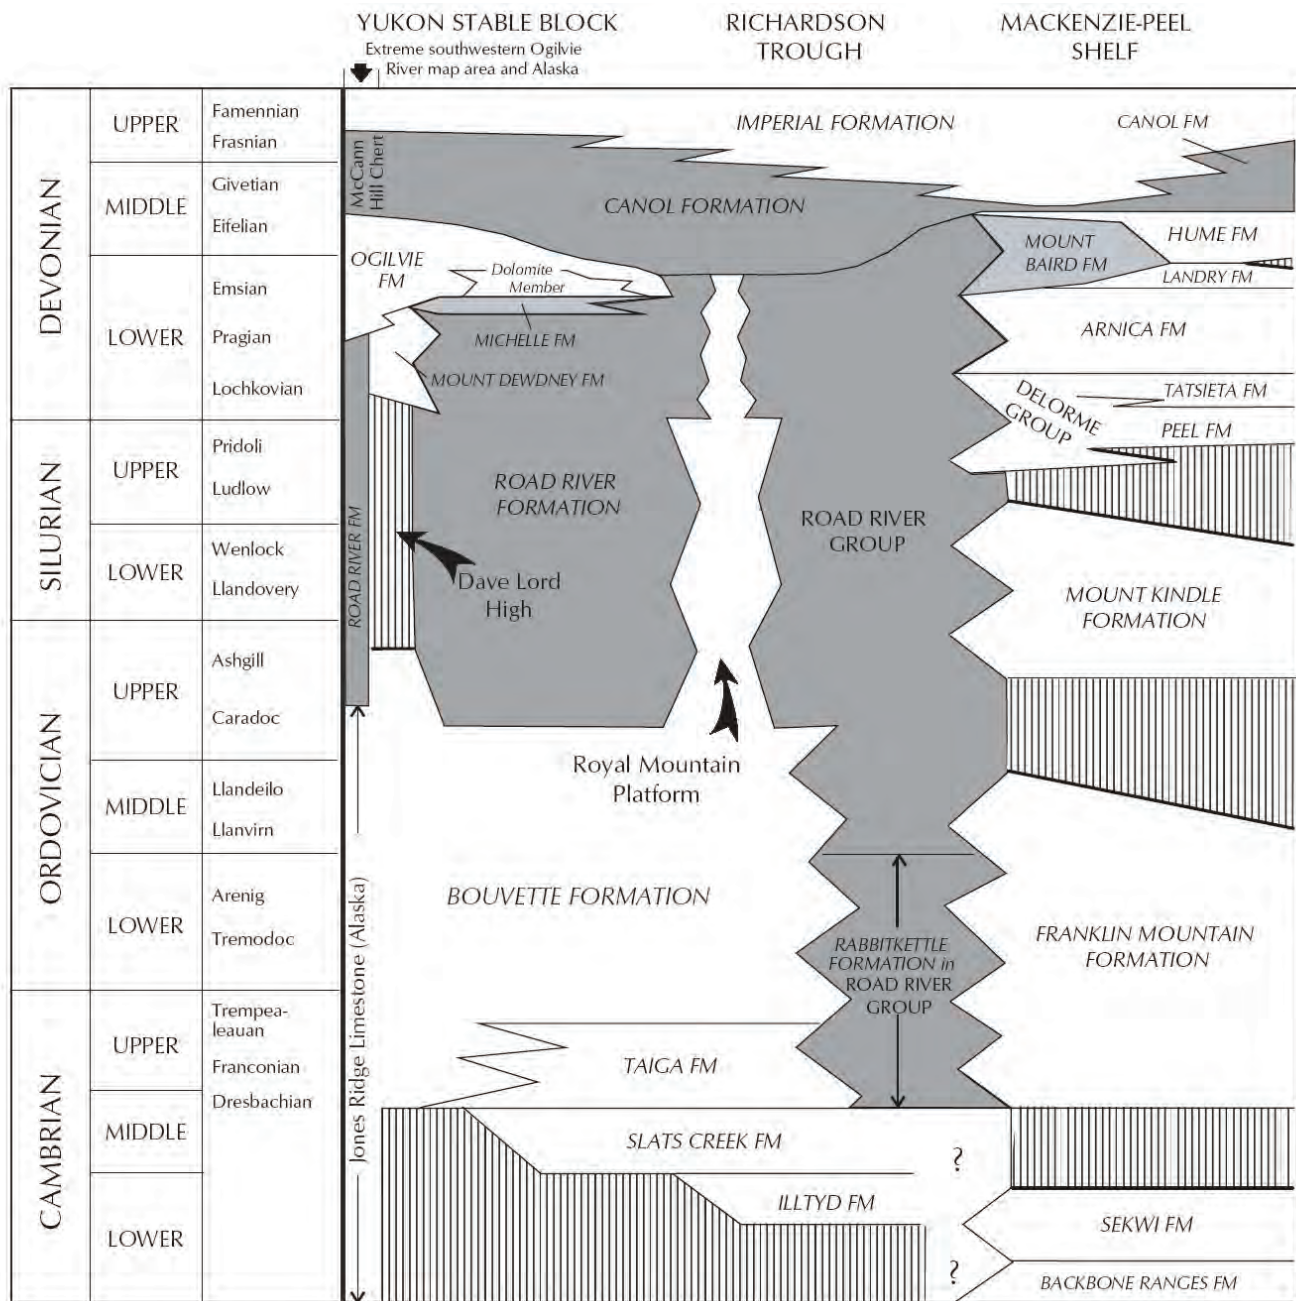 YUKON STABLE BLOCK
Extreme southwestern Ogilvie
River map area and Alaska
RICHARDSON
TROUGH
MACKENZIE-PEEL
SHELF
DEVONIAN
UPPER
Famennian
Frasnian
MIDDLE
Givetian
Eifelian
LOWER
Emsian
Pragian
Lochkovian
SILURIAN
UPPER
Pridoli
Ludlow
LOWER
Wenlock
Llandovery
ORDOVICIAN
UPPER
Ashgill
Caradoc
MIDDLE
Llandeilo
Llanvirn
LOWER
Arenig
Tremodoc
CAMBRIAN
UPPER
Trempea-
leauan
Franconian
Dresbachian
MIDDLE
LOWER
McCann
Hill Chert
IMPERIAL FORMATION
CANOL FM
CANOL FORMATION
OGILVIE
FM
Dolomite
Member
MICHELLE FM
MOUNT DEWDNEY FM
MOUNT
BAIRD FM
HUME FM
LANDRY FM
ARNICA FM
TATSIETA FM
DELORME
GROUP
PEEL FM
ROAD RIVER FM
ROAD RIVER
FORMATION
ROAD RIVER
GROUP
Dave Lord
High
MOUNT KINDLE
FORMATION
Royal Mountain
Platform
Jones Ridge Limestone (Alaska)
BOUVETTE FORMATION
RABBITKETTLE
FORMATION in
ROAD RIVER
GROUP
FRANKLIN MOUNTAIN
FORMATION
TAIGA FM
SLATS CREEK FM
?
ILLTYD FM
SEKWI FM
?
BACKBONE RANGES FM